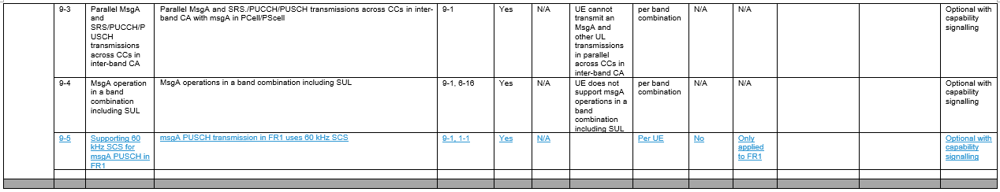 9-3
Parallel MsgA
and
SRS/PUCCH/P
USCH
transmissions
across CCs in
inter-band CA
Parallel MsgA and SRS./PUCCH/PUSCH transmissions across CCs in inter-
band CA with msgA in PCell/PScell
9-1
Yes
N/A
UE cannot
transmit an
MsgA and
other UL
transmissions
in parallel
across CCs in
inter-band CA
per band
combination
N/A
N/A
Optional with
capability
signalling
9-4
MsgA operation
in a band
combination
including SUL
MsgA operations in a band combination including SUL
9-1, 6-16
Yes
N/A
UE does not
support msgA
operations in a
band
combination
including SUL
per band
combination
N/A
N/A
Optional with
capability
signalling
9-5
Supporting 60
kHz SCS for
msgA PUSCH in
FR1
msgA PUSCH transmission in FR1 uses 60 kHz SCS
9-1, 1-1
Yes
N/A
Per UE
No
Only
applied
to FR1
Optional with
capability
signalling